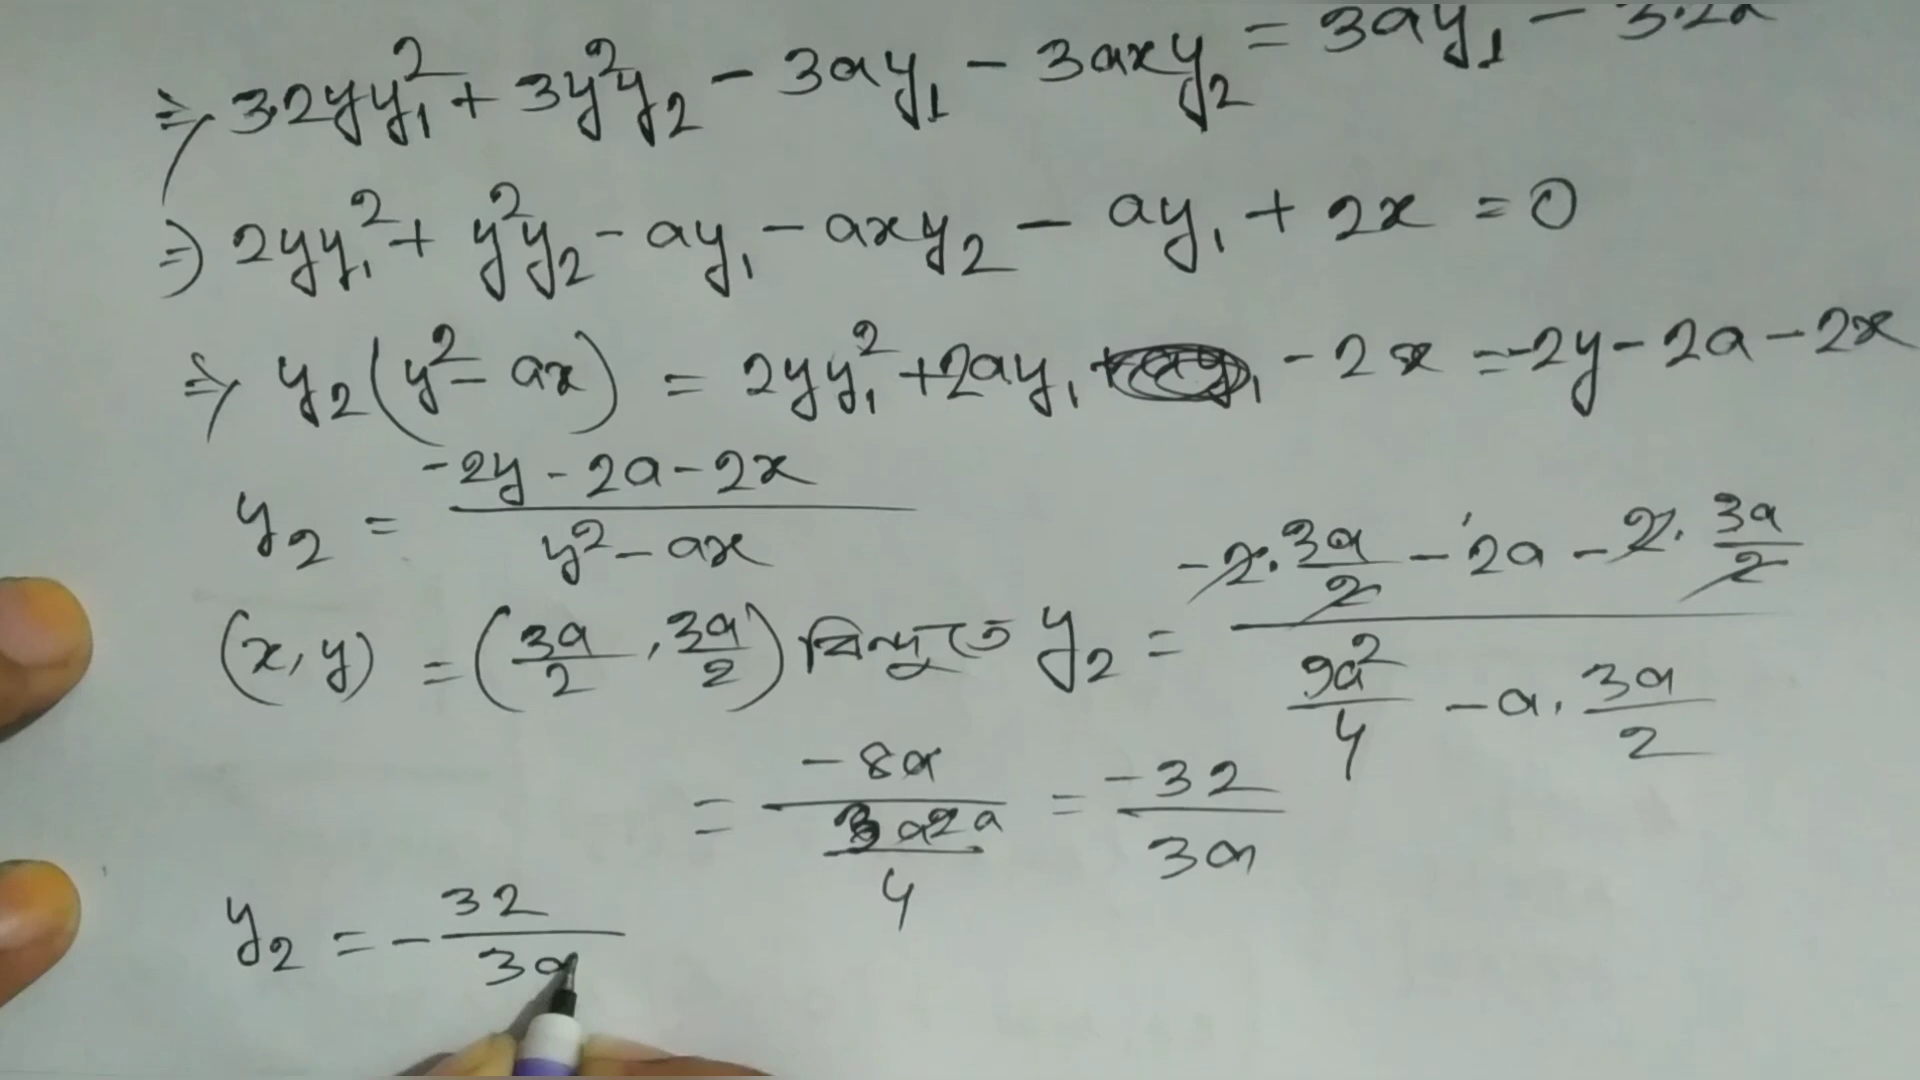 ⇒ 3.2yy₁² + 3y²y₂ - 3ay₁ - 3axy₂ = 3ay₁ - 3.2x
⇒ 2yy₁² + y²y₂ - ay₁ - axy₂ - ay₁ + 2x = 0
⇒ y₂(y² - ax) = 2yy₁² + 2ay₁ - 2x = -2y - 2a - 2x
y₂ = (-2y - 2a - 2x)/(y² - ax)
(x, y) = (3a/2, 3a/2) বিন্দুতে y₂ = (-2·3a/2 - 2a - 2·3a/2)/(9a²/4 - a·3a/2)
= -8a/(3a²/4) = -32/3a
y₂ = -32/3a